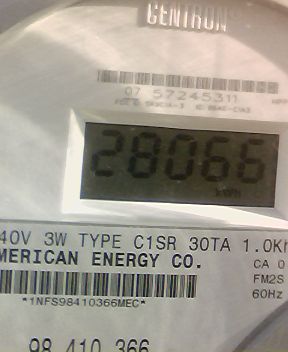 CENTRON
07 57245311
28066
kWh
40V 3W TYPE C1SR 30TA 1.0Kh
MERICAN ENERGY CO.
CA 0
*1NFS98410366MEC*
FM2S
60Hz
98 410 366